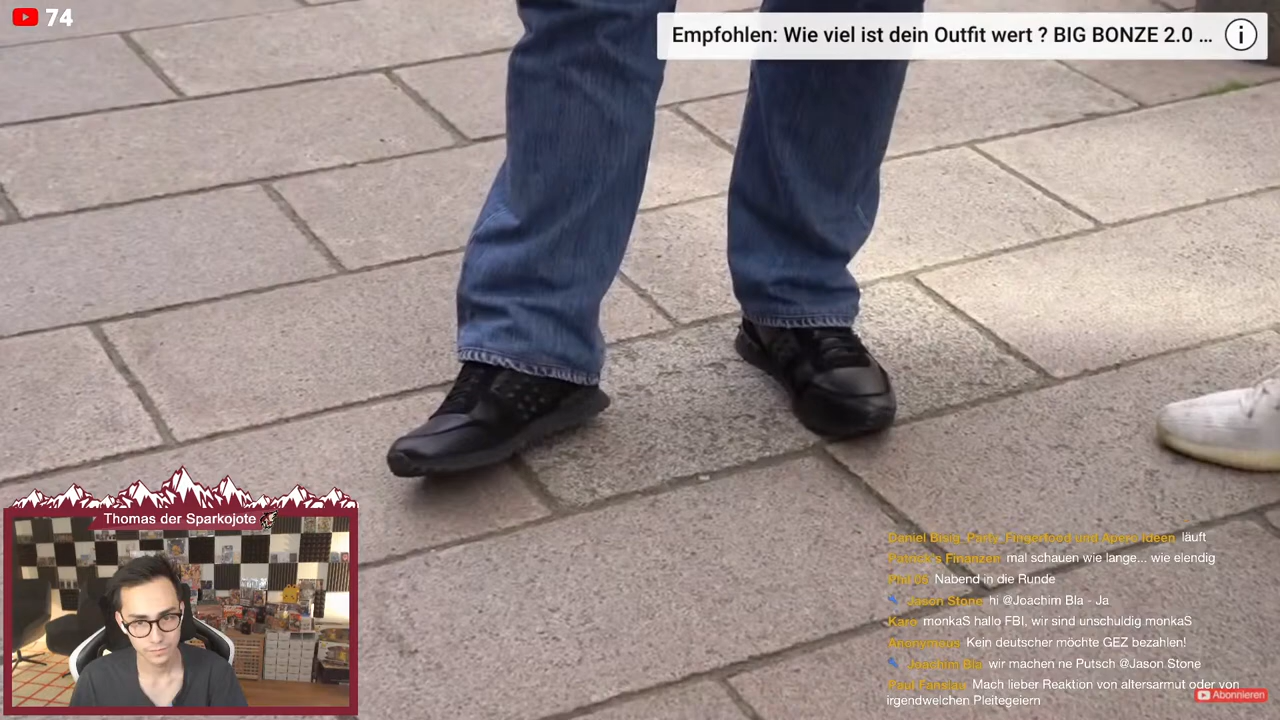 74
Empfohlen: Wie viel ist dein Outfit wert ? BIG BONZE 2.0 ...
Thomas der Sparkojote
Daniel Bisig, Party, Fingerfood und Apero Ideen läuft
Patrick's Finanzen mal schauen wie lange... wie elendig
Phil 05 Nabend in die Runde
Jason Stone hi @Joachim Bla - Ja
Karo monkaS hallo FBI, wir sind unschuldig monkaS
Anonymous Kein deutscher möchte GEZ bezahlen!
Joachim Bla wir machen ne Putsch @Jason Stone
Paul Fanslau Mach lieber Reaktion von altersarmut oder von
irgendwelchen Pleitegeiern
Abonnieren